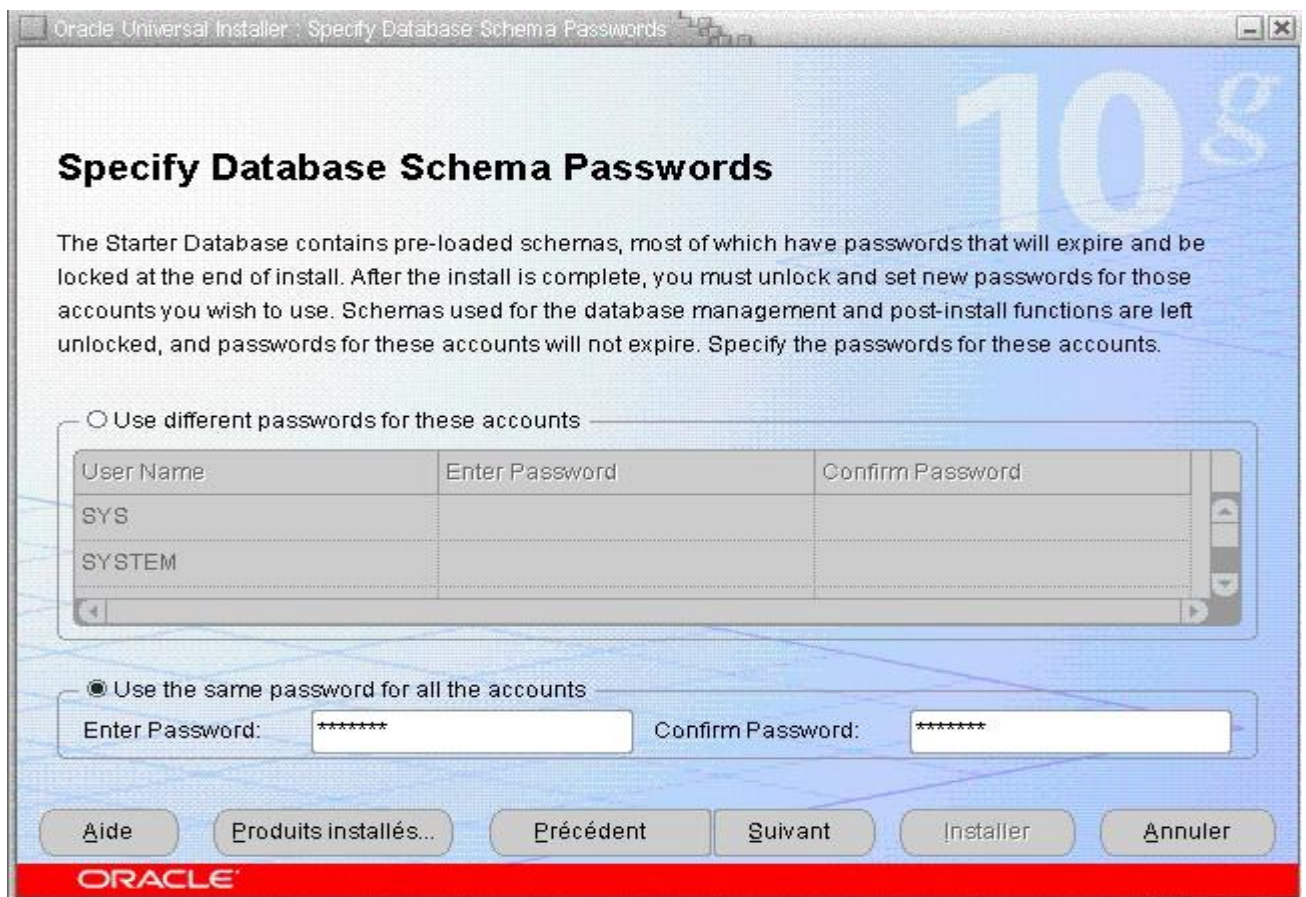 Oracle Universal Installer : Specify Database Schema Passwords
10g
Specify Database Schema Passwords
The Starter Database contains pre-loaded schemas, most of which have passwords that will expire and be
locked at the end of install. After the install is complete, you must unlock and set new passwords for those
accounts you wish to use. Schemas used for the database management and post-install functions are left
unlocked, and passwords for these accounts will not expire. Specify the passwords for these accounts.
Use different passwords for these accounts
User Name Enter Password Confirm Password
SYS
SYSTEM
Use the same password for all the accounts
Enter Password: ******* Confirm Password: *******
Aide Produits installés... Précédent Suivant Installer Annuler
ORACLE